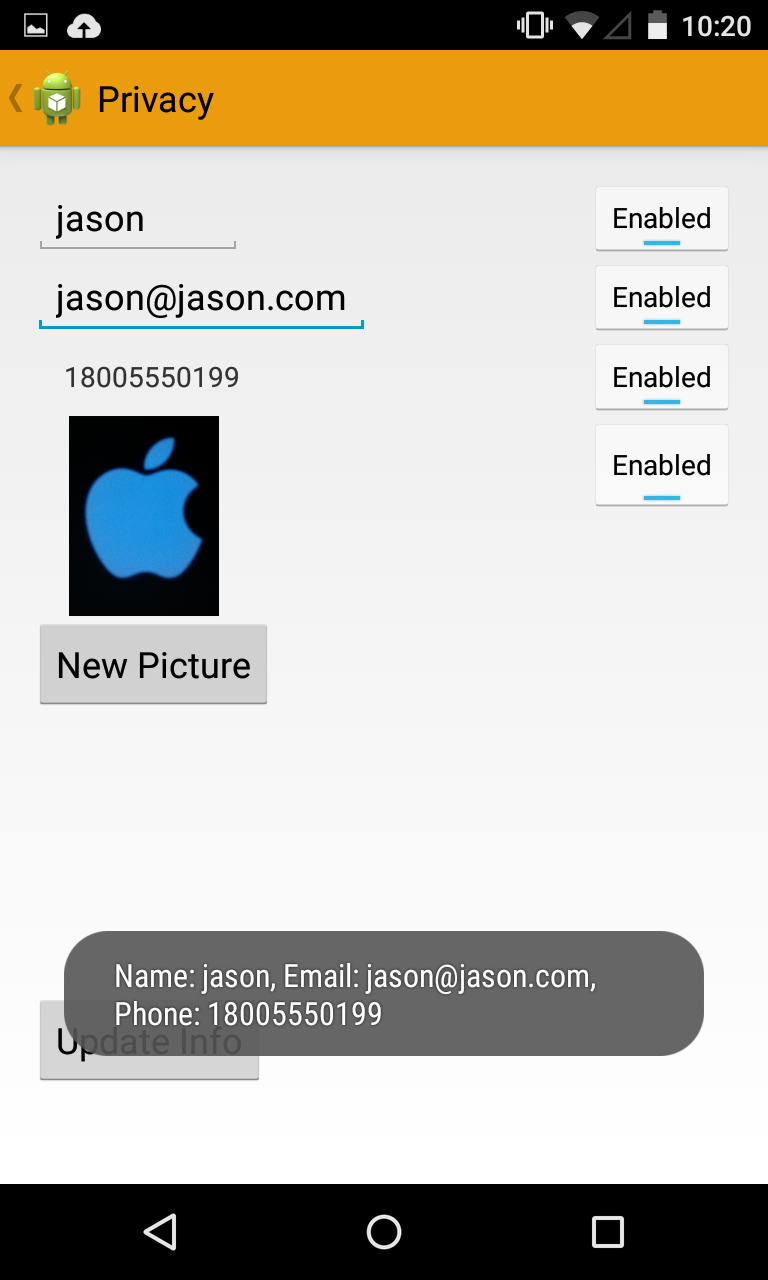 10:20
Privacy
jason Enabled
jason@jason.com Enabled
18005550199 Enabled
Enabled
New Picture
Name: jason, Email: jason@jason.com,
Phone: 18005550199
Update Info